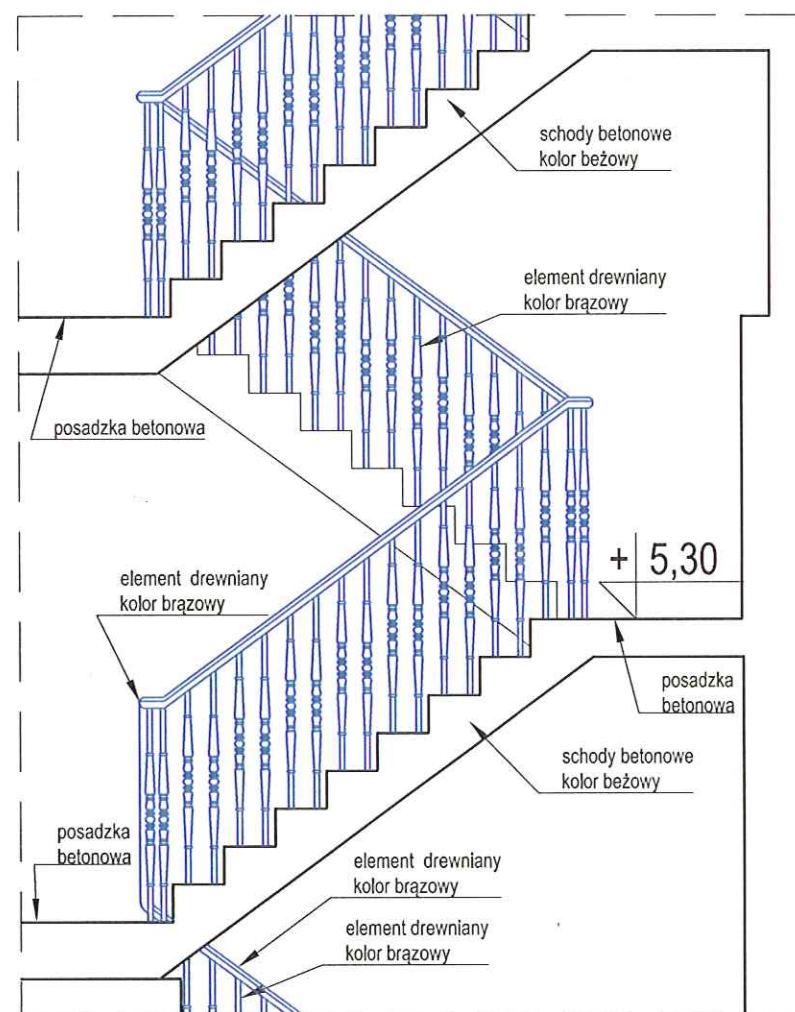 schody betonowe
kolor beżowy
element drewniany
kolor brązowy
posadzka betonowa
+ 5,30
element drewniany
kolor brązowy
posadzka
betonowa
schody betonowe
kolor beżowy
posadzka
betonowa
element drewniany
kolor brązowy
element drewniany
kolor brązowy